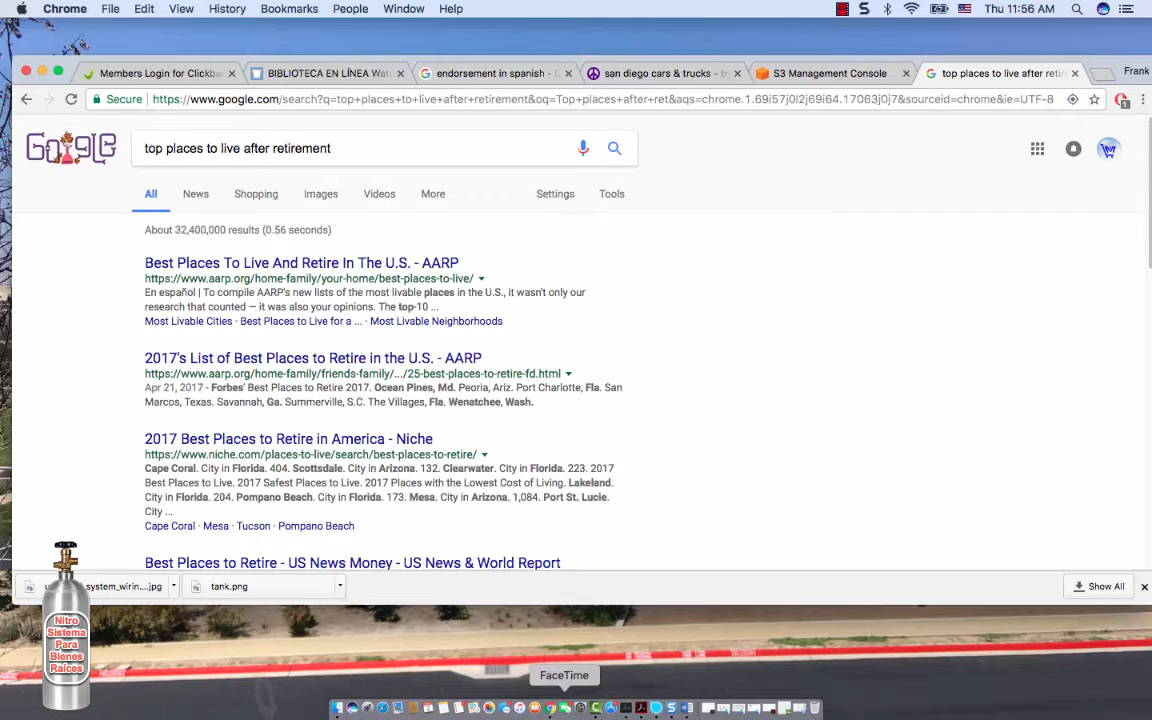 Chrome File Edit View History Bookmarks People Window Help Thu 11:56 AM
Members Login for Clickba BIBLIOTECA EN LÍNEA Wat endorsement in spanish - G san diego cars & trucks - by S3 Management Console top places to live after retir Frank
Secure https://www.google.com/search?q=top+places+to+live+after+retirement&oq=Top+places+after+ret&aqs=chrome.1.69i57j0l2j69i64.17063j0j7&sourceid=chrome&ie=UTF-8
Google top places to live after retirement
All News Shopping Images Videos More Settings Tools
About 32,400,000 results (0.56 seconds)
Best Places To Live And Retire In The U.S. - AARP
https://www.aarp.org/home-family/your-home/best-places-to-live/
En español | To compile AARP's new lists of the most livable places in the U.S., it wasn't only our
research that counted — it was also your opinions. The top-10 ...
Most Livable Cities · Best Places to Live for a ... · Most Livable Neighborhoods
2017's List of Best Places to Retire in the U.S. - AARP
https://www.aarp.org/home-family/friends-family/.../25-best-places-to-retire-fd.html
Apr 21, 2017 - Forbes' Best Places to Retire 2017. Ocean Pines, Md. Peoria, Ariz. Port Charlotte, Fla. San
Marcos, Texas. Savannah, Ga. Summerville, S.C. The Villages, Fla. Wenatchee, Wash.
2017 Best Places to Retire in America - Niche
https://www.niche.com/places-to-live/search/best-places-to-retire/
Cape Coral. City in Florida. 404. Scottsdale. City in Arizona. 132. Clearwater. City in Florida. 223. 2017
Best Places to Live. 2017 Safest Places to Live. 2017 Places with the Lowest Cost of Living. Lakeland.
City in Florida. 204. Pompano Beach. City in Florida. 173. Mesa. City in Arizona. 1,084. Port St. Lucie.
City ...
Cape Coral · Mesa · Tucson · Pompano Beach
Best Places to Retire - US News Money - US News & World Report
system_wirin....jpg tank.png Show All
Nitro
Sistema
Para
Bienes
Raices
FaceTime